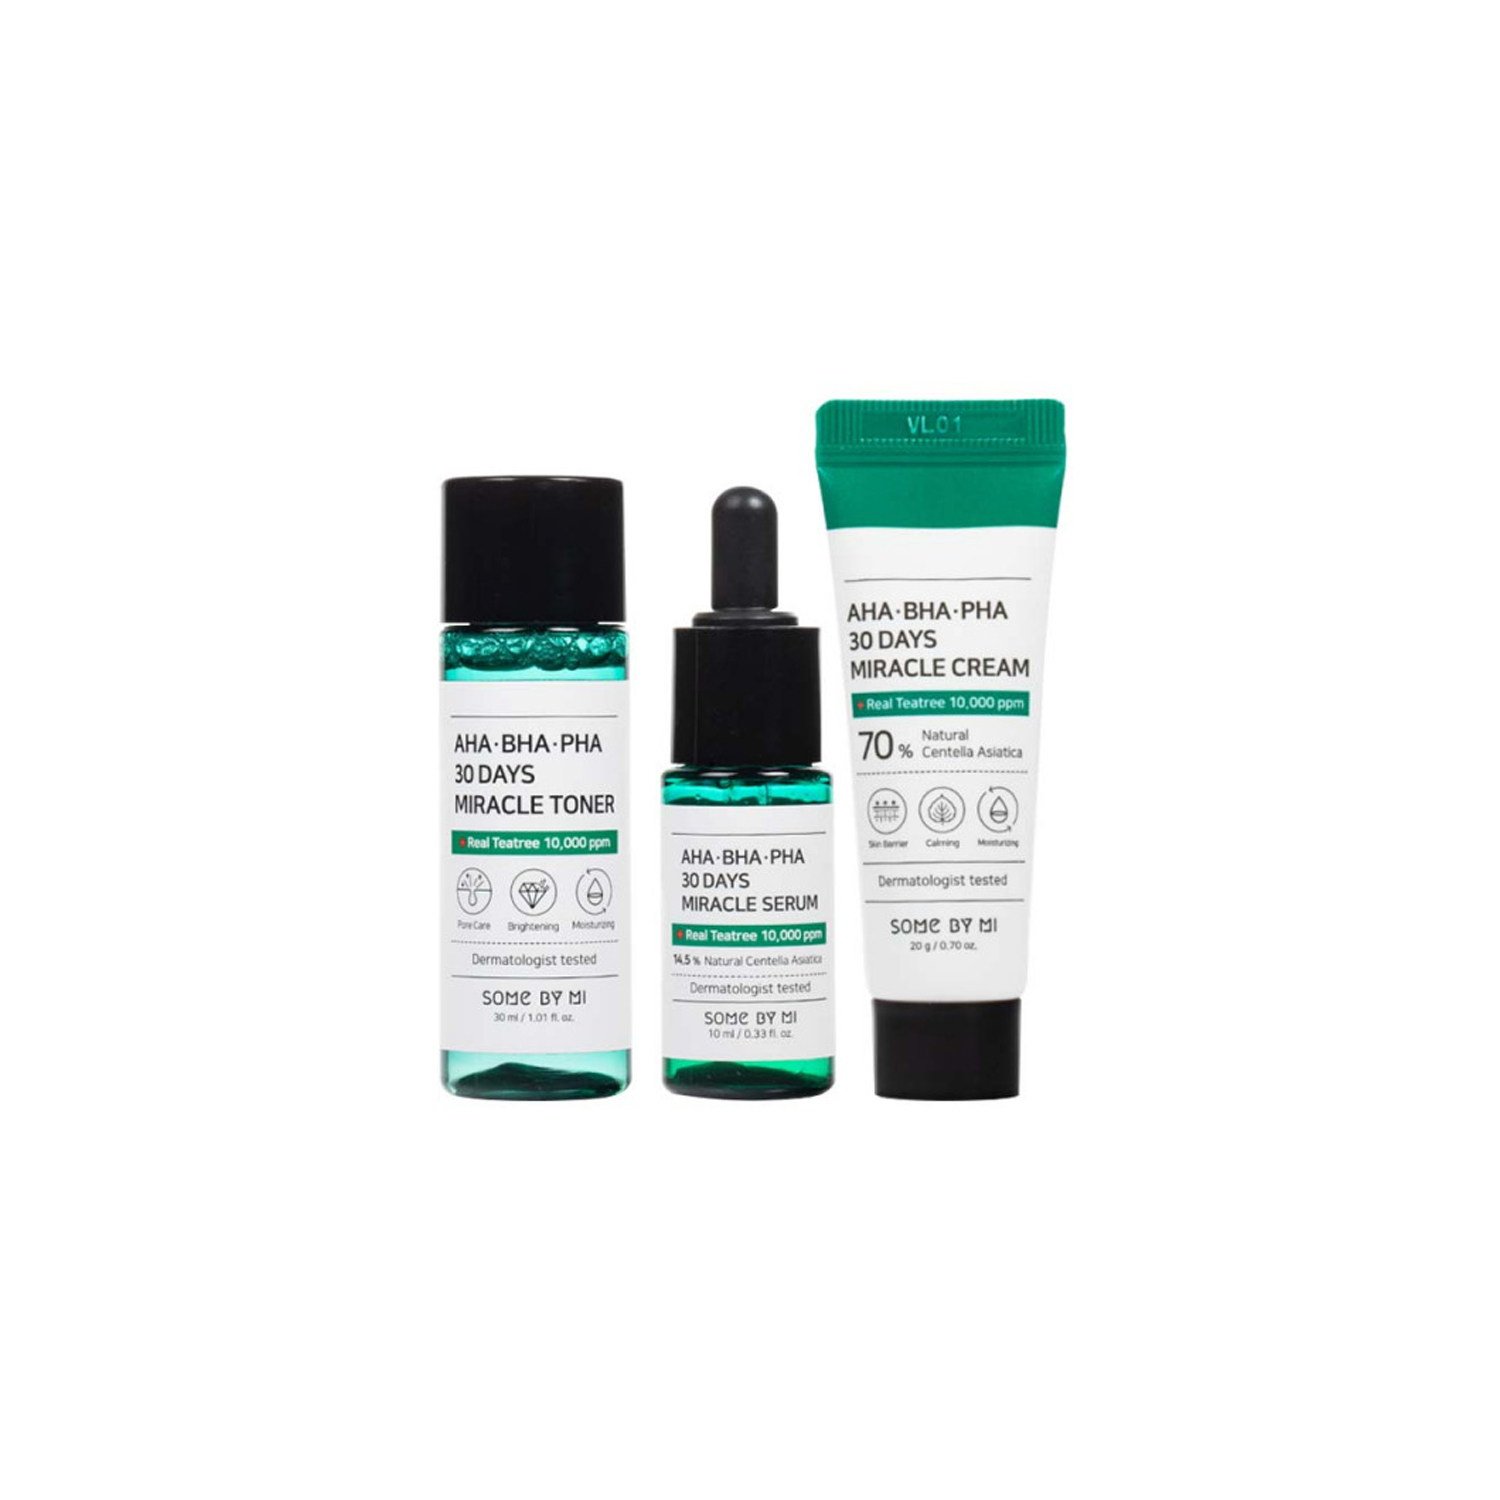 AHA·BHA·PHA
30 DAYS
MIRACLE TONER
+ Real Teatree 10,000 ppm
Pore Care Brightening Moisturizing
Dermatologist tested
SOME BY MI
30 ml / 1.01 fl. oz.
AHA·BHA·PHA
30 DAYS
MIRACLE SERUM
+ Real Teatree 10,000 ppm
14.5 % Natural Centella Asiatica
Dermatologist tested
SOME BY MI
10 ml / 0.33 fl. oz.
VL01
AHA·BHA·PHA
30 DAYS
MIRACLE CREAM
+ Real Teatree 10,000 ppm
70 % Natural
Centella Asiatica
Skin Barrier Calming Moisturizing
Dermatologist tested
SOME BY MI
20 g / 0.70 oz.